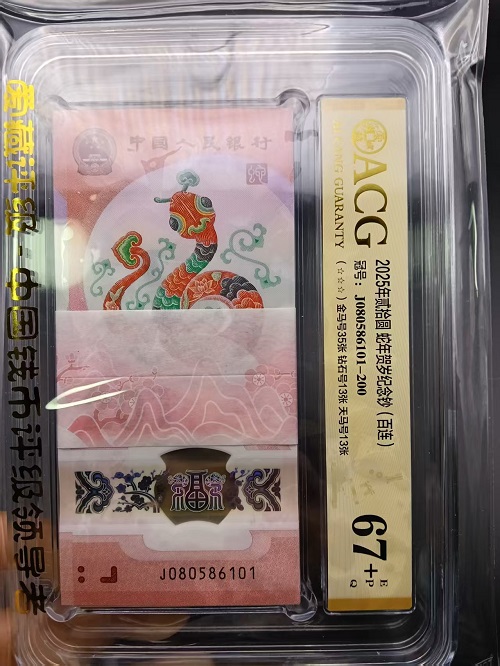 爱藏评级-中国钱币评级领导者
中国人民银行
福
J080586101
ACG
GUARANTY
2025年贰拾圆 蛇年贺岁纪念钞（百连）
冠号：J080586101-200
（☆☆☆）金马号35张 钻石号13张 天马号13张
67+
E
P
Q